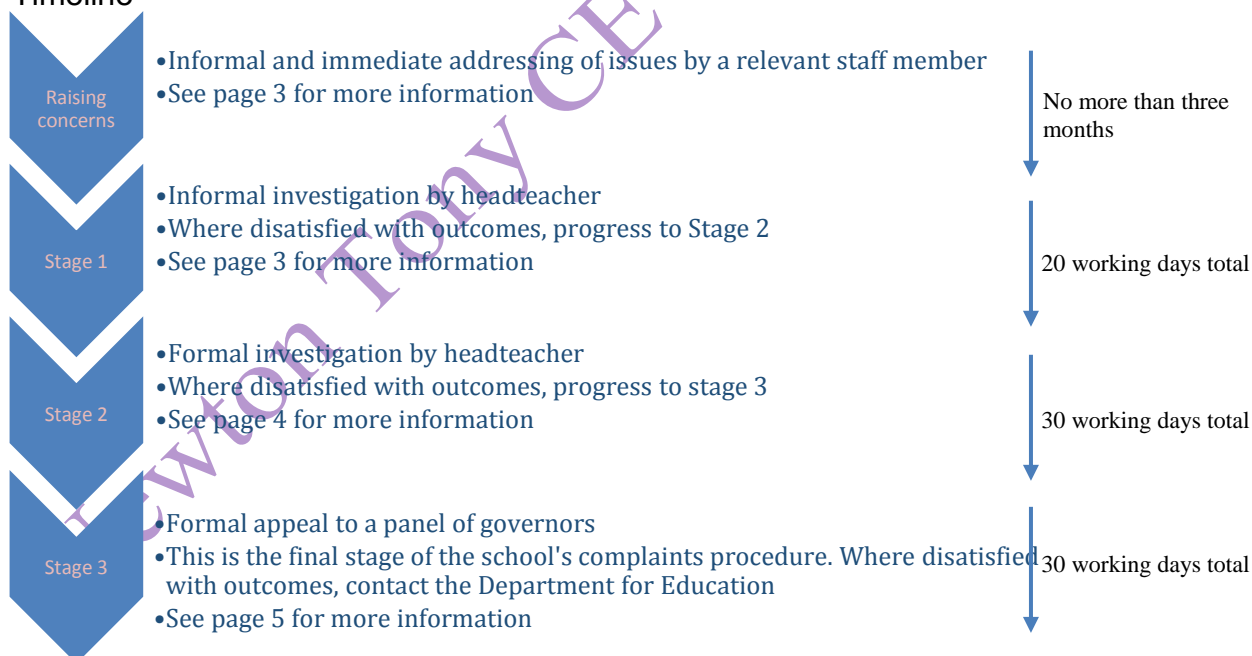 Timeline
Raising
concerns
•Informal and immediate addressing of issues by a relevant staff member
•See page 3 for more information
No more than three
months
Stage 1
•Informal investigation by headteacher
•Where disatisfied with outcomes, progress to Stage 2
•See page 3 for more information
20 working days total
Stage 2
•Formal investigation by headteacher
•Where disatisfied with outcomes, progress to stage 3
•See page 4 for more information
30 working days total
Stage 3
•Formal appeal to a panel of governors
•This is the final stage of the school's complaints procedure. Where disatisfied
with outcomes, contact the Department for Education
•See page 5 for more information
30 working days total
ewton Tony CE